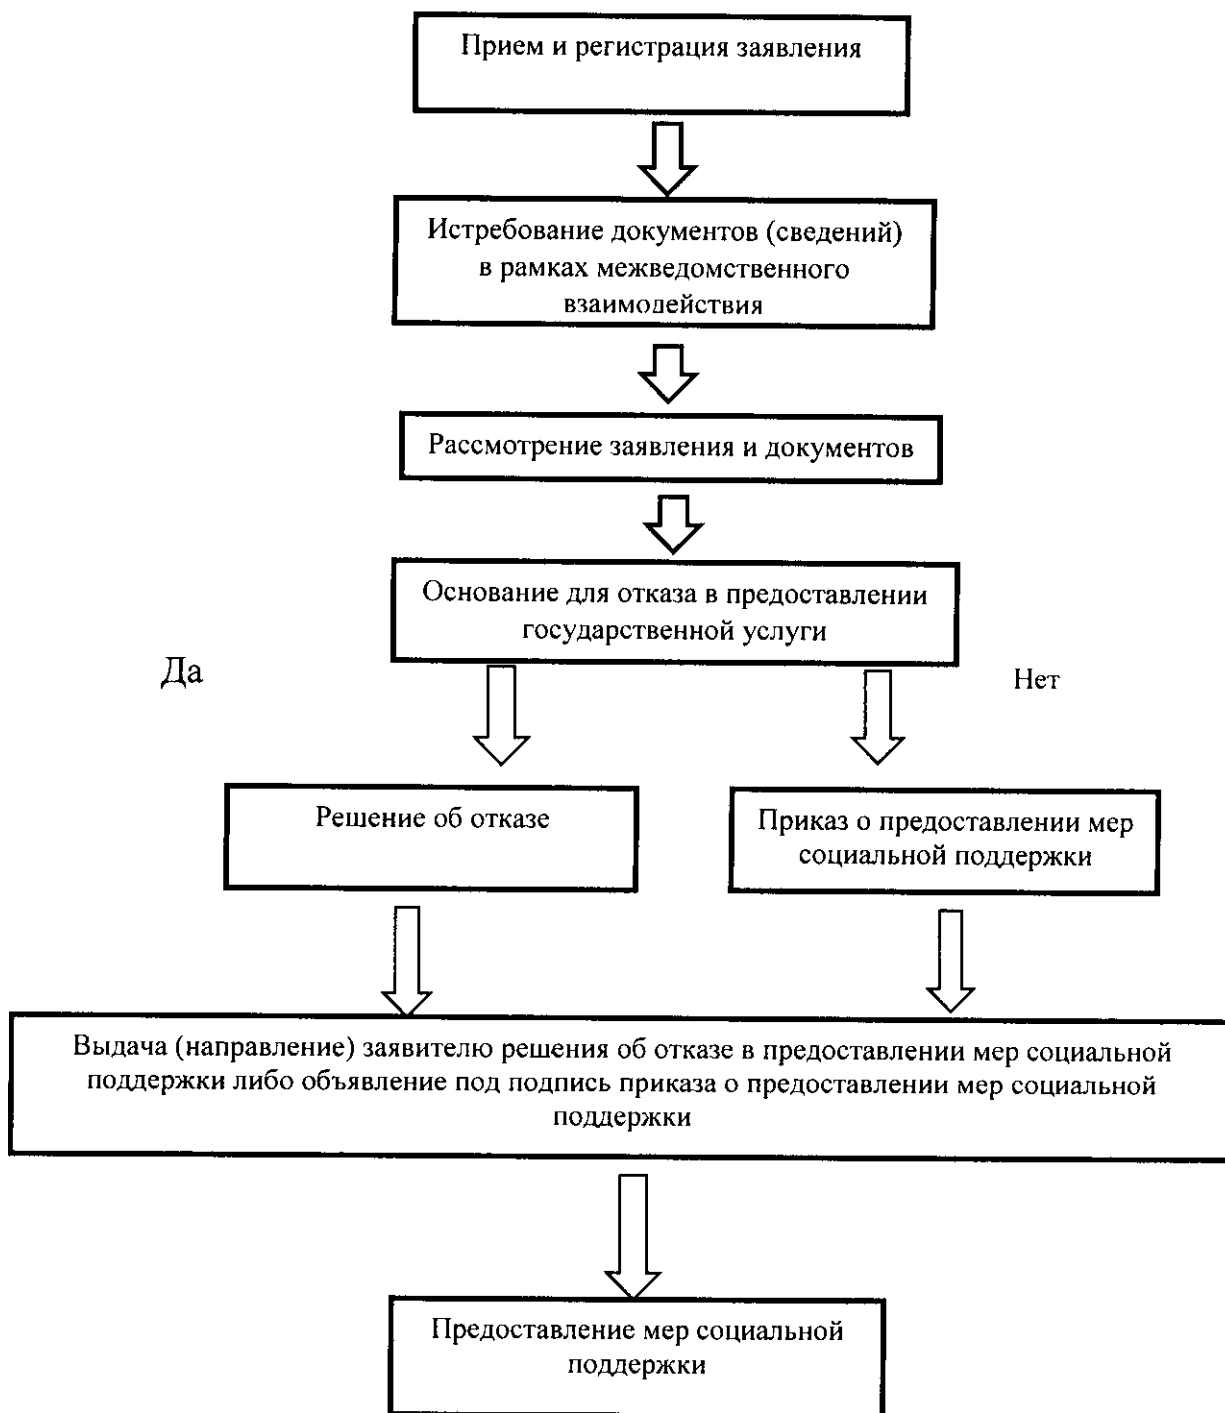 Прием и регистрация заявления
Истребование документов (сведений)
в рамках межведомственного
взаимодействия
Рассмотрение заявления и документов
Основание для отказа в предоставлении
государственной услуги
Да
Нет
Решение об отказе
Приказ о предоставлении мер
социальной поддержки
Выдача (направление) заявителю решения об отказе в предоставлении мер социальной
поддержки либо объявление под подпись приказа о предоставлении мер социальной
поддержки
Предоставление мер социальной
поддержки